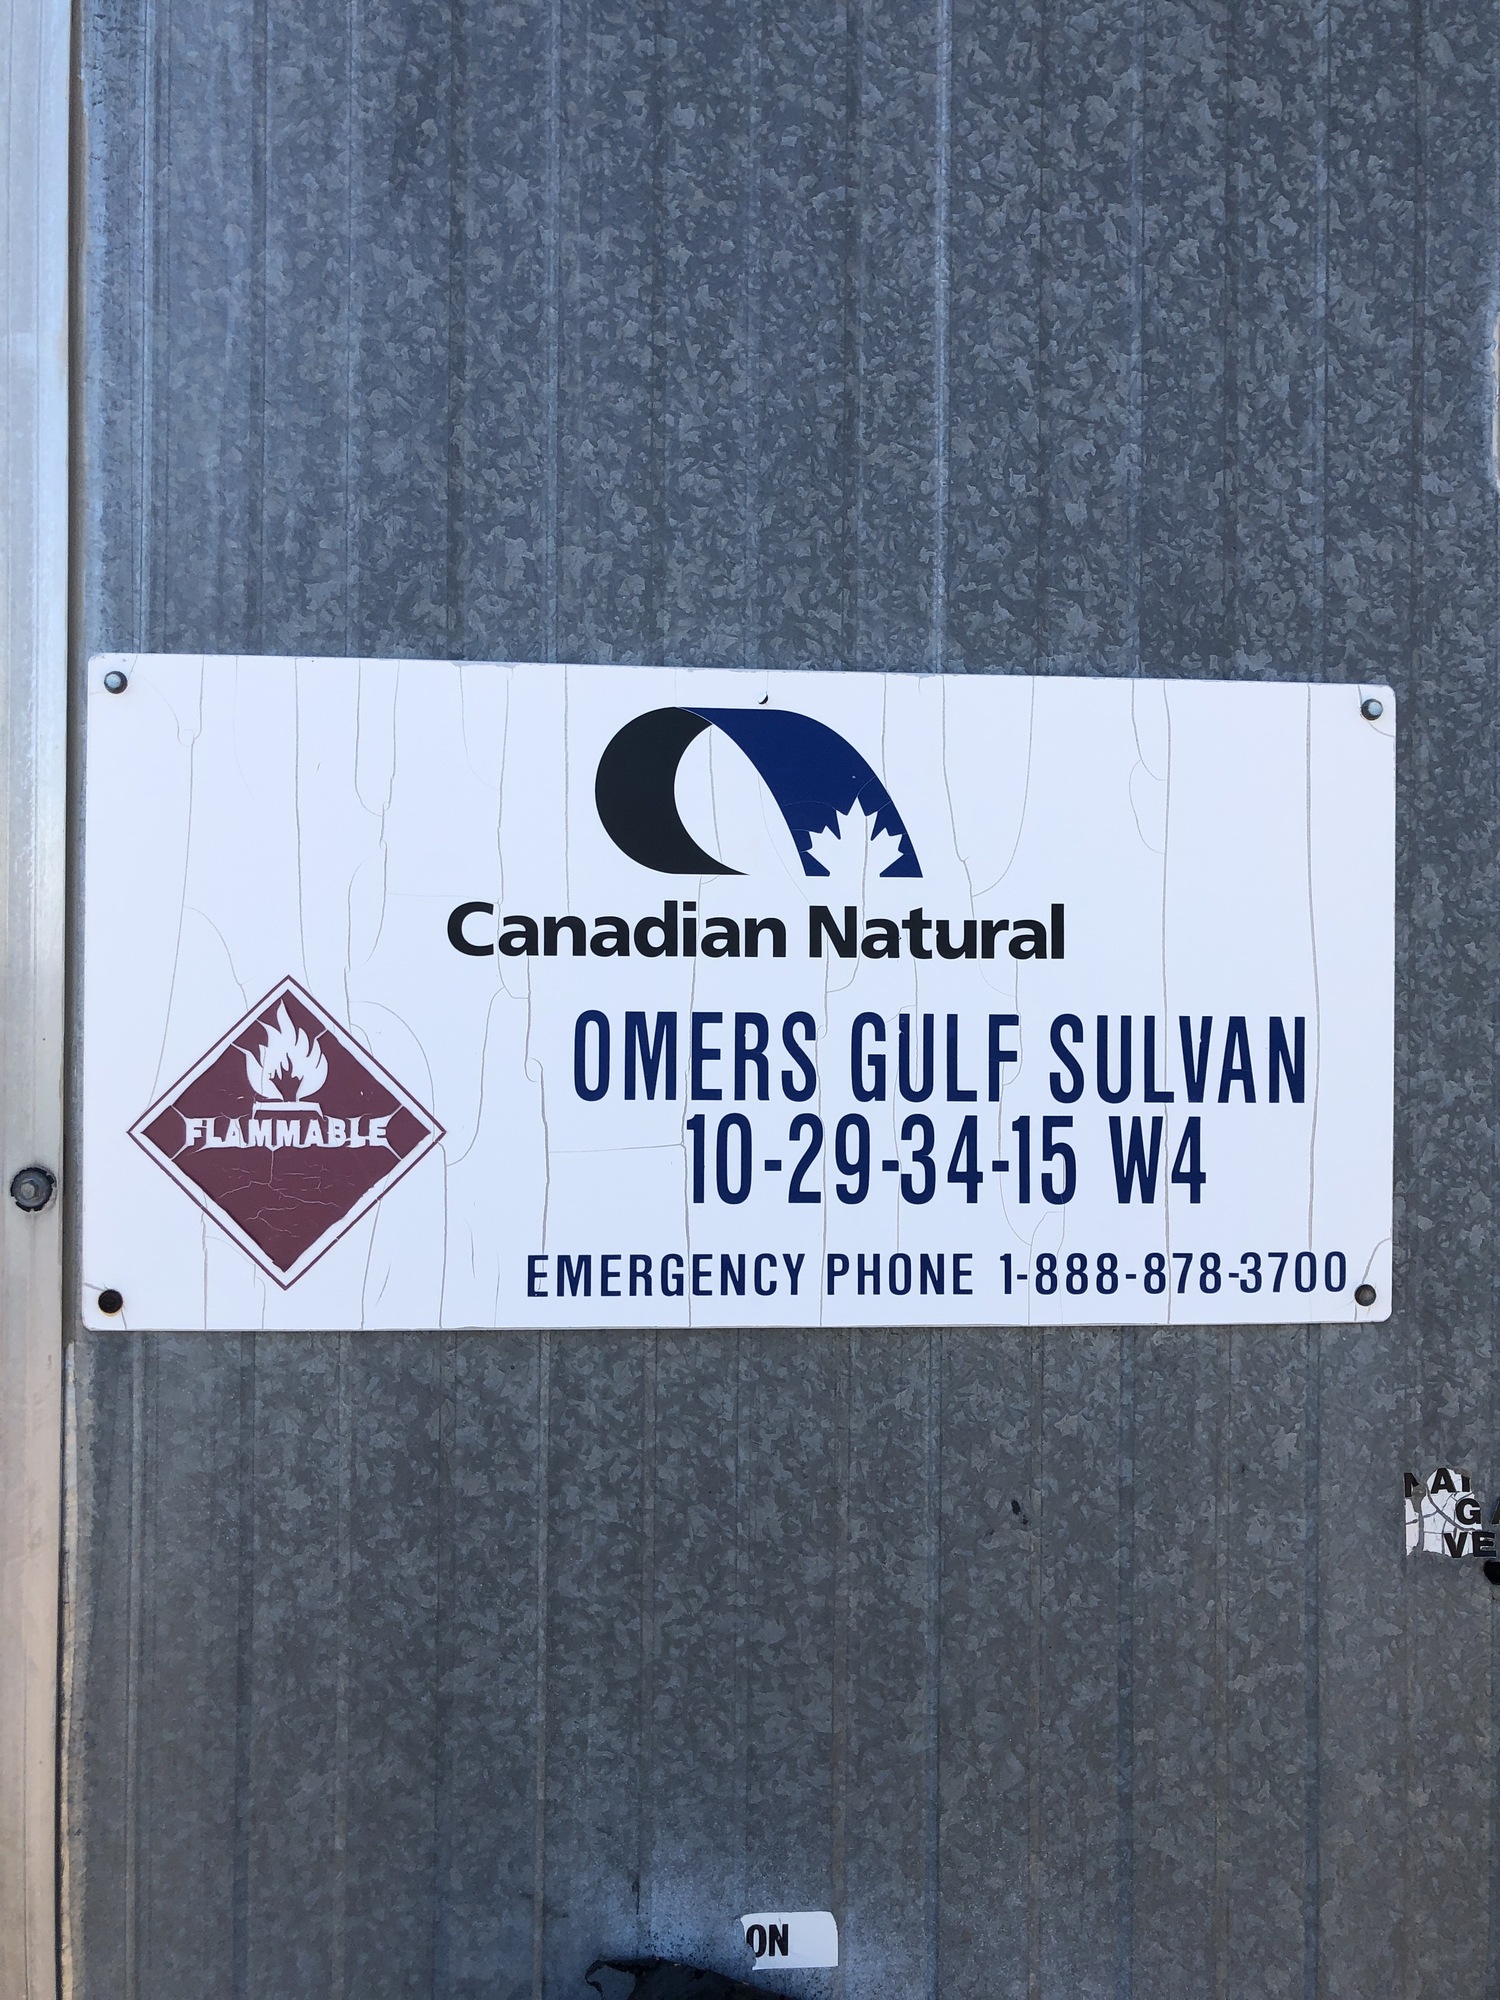 Canadian Natural
FLAMMABLE
OMERS GULF SULVAN
10-29-34-15 W4
EMERGENCY PHONE 1-888-878-3700
ON